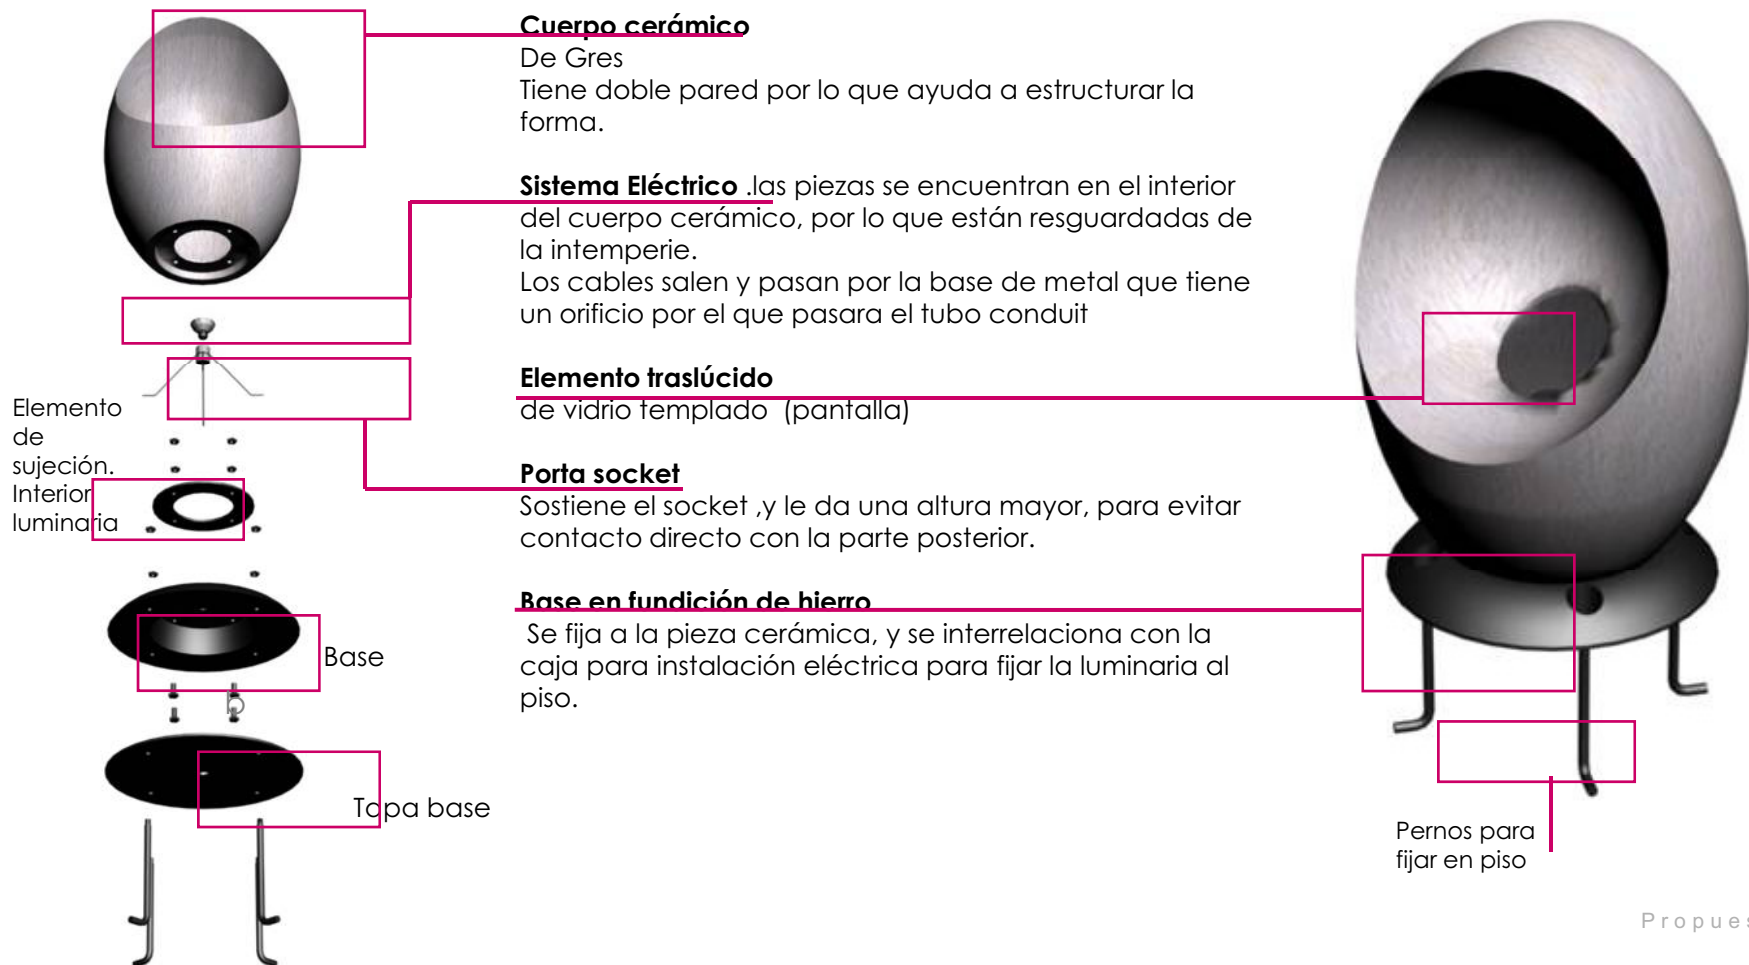 Cuerpo cerámico
De Gres
Tiene doble pared por lo que ayuda a estructurar la
forma.
Sistema Eléctrico .las piezas se encuentran en el interior
del cuerpo cerámico, por lo que están resguardadas de
la intemperie.
Los cables salen y pasan por la base de metal que tiene
un orificio por el que pasara el tubo conduit
Elemento traslúcido
de vidrio templado (pantalla)
Porta socket
Sostiene el socket ,y le da una altura mayor, para evitar
contacto directo con la parte posterior.
Base en fundición de hierro
Se fija a la pieza cerámica, y se interrelaciona con la
caja para instalación eléctrica para fijar la luminaria al
piso.
Elemento
de
sujeción.
Interior
luminaria
Base
Tapa base
Pernos para
fijar en piso
Propues